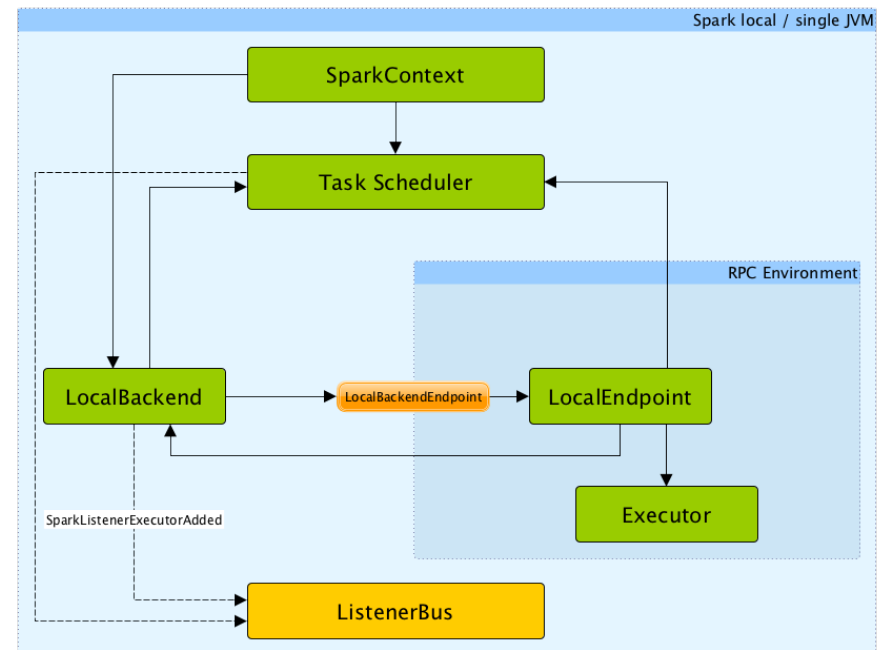 Spark local / single JVM
SparkContext
Task Scheduler
RPC Environment
LocalBackend
LocalBackendEndpoint
LocalEndpoint
SparkListenerExecutorAdded
Executor
ListenerBus